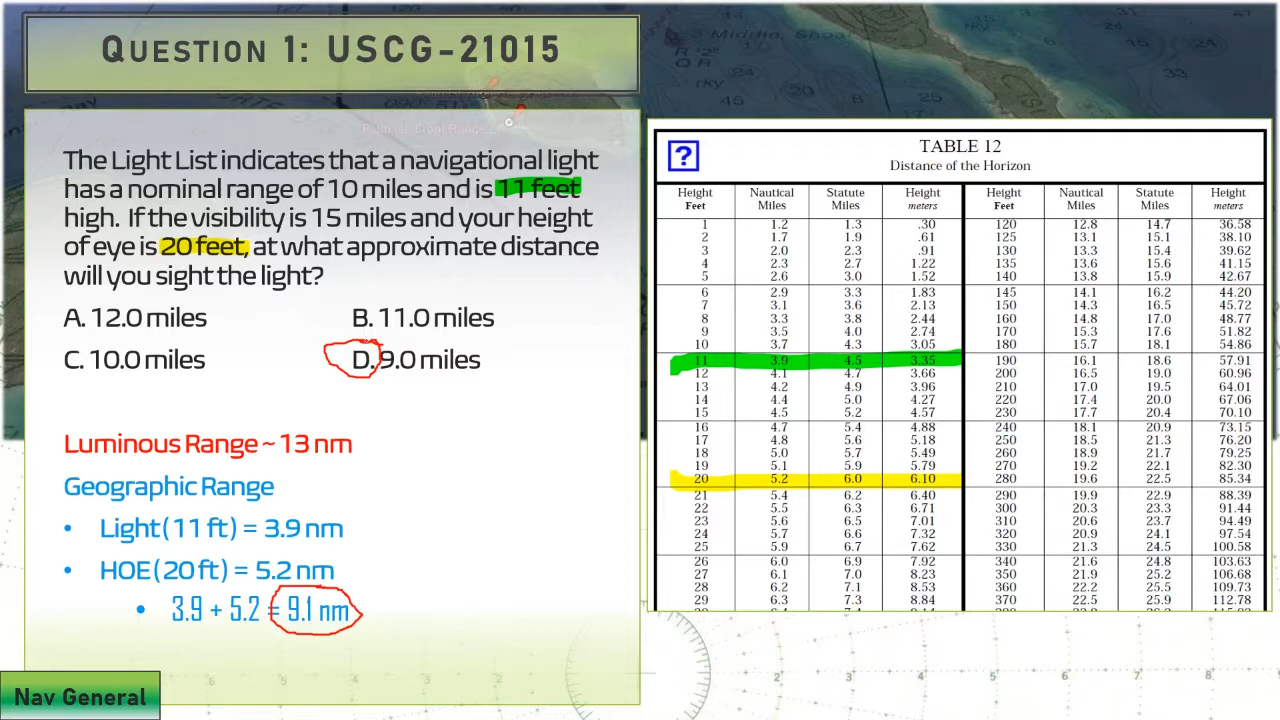 QUESTION 1: USCG-21015
The Light List indicates that a navigational light
has a nominal range of 10 miles and is 11 feet
high. If the visibility is 15 miles and your height
of eye is 20 feet, at what approximate distance
will you sight the light?
A. 12.0 miles B. 11.0 miles
C. 10.0 miles D. 9.0 miles
Luminous Range ~ 13 nm
Geographic Range
• Light (11 ft) = 3.9 nm
• HOE (20 ft) = 5.2 nm
• 3.9 + 5.2 = 9.1 nm
Nav General
?
TABLE 12
Distance of the Horizon
Height Feet Nautical Miles Statute Miles Height meters Height Feet Nautical Miles Statute Miles Height meters
1 1.2 1.3 .30 120 12.8 14.7 36.58
2 1.7 1.9 .61 125 13.1 15.1 38.10
3 2.0 2.3 .91 130 13.3 15.4 39.62
4 2.3 2.7 1.22 135 13.6 15.6 41.15
5 2.6 3.0 1.52 140 13.8 15.9 42.67
6 2.9 3.3 1.83 145 14.1 16.2 44.20
7 3.1 3.6 2.13 150 14.3 16.5 45.72
8 3.3 3.8 2.44 160 14.8 17.0 48.77
9 3.5 4.0 2.74 170 15.3 17.6 51.82
10 3.7 4.3 3.05 180 15.7 18.1 54.86
11 3.9 4.5 3.35 190 16.1 18.6 57.91
12 4.1 4.7 3.66 200 16.5 19.0 60.96
13 4.2 4.9 3.96 210 17.0 19.5 64.01
14 4.4 5.0 4.27 220 17.4 20.0 67.06
15 4.5 5.2 4.57 230 17.7 20.4 70.10
16 4.7 5.4 4.88 240 18.1 20.9 73.15
17 4.8 5.6 5.18 250 18.5 21.3 76.20
18 5.0 5.7 5.49 260 18.9 21.7 79.25
19 5.1 5.9 5.79 270 19.2 22.1 82.30
20 5.2 6.0 6.10 280 19.6 22.5 85.34
21 5.4 6.2 6.40 290 19.9 22.9 88.39
22 5.5 6.3 6.71 300 20.3 23.3 91.44
23 5.6 6.5 7.01 310 20.6 23.7 94.49
24 5.7 6.6 7.32 320 20.9 24.1 97.54
25 5.9 6.7 7.62 330 21.3 24.5 100.58
26 6.0 6.9 7.92 340 21.6 24.8 103.63
27 6.1 7.0 8.23 350 21.9 25.2 106.68
28 6.2 7.1 8.53 360 22.2 25.5 109.73
29 6.3 7.3 8.84 370 22.5 25.9 112.78